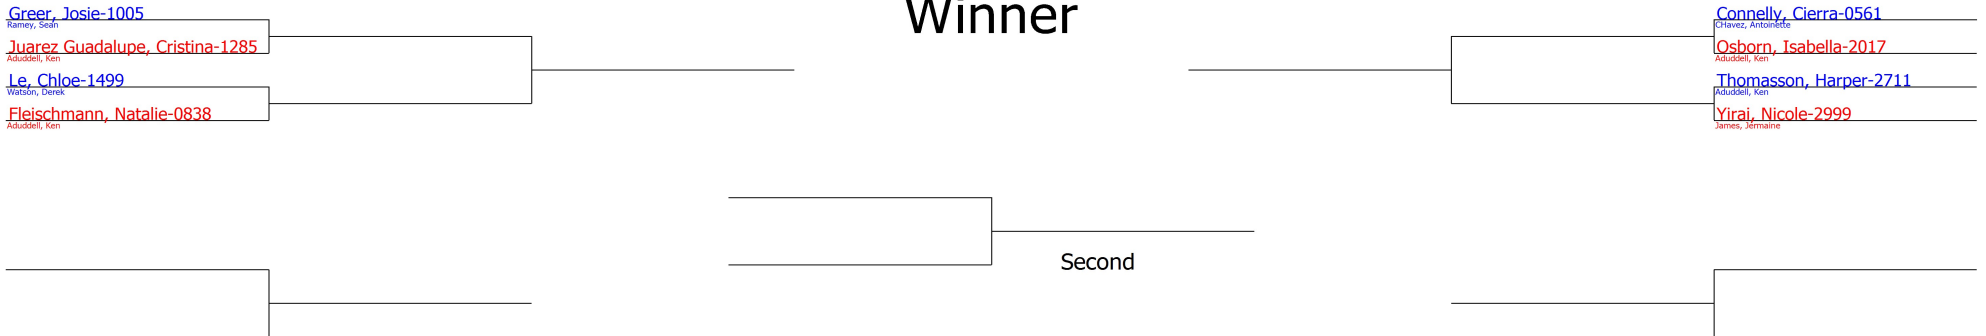 Greer, Josie-1005
Ramey, Sean
Juarez Guadalupe, Cristina-1285
Aduddell, Ken
Le, Chloe-1499
Watson, Derek
Fleischmann, Natalie-0838
Aduddell, Ken
Winner
Connelly, Cierra-0561
CHavez, Antoinette
Osborn, Isabella-2017
Aduddell, Ken
Thomasson, Harper-2711
Aduddell, Ken
Yirai, Nicole-2999
James, Jermaine
Second